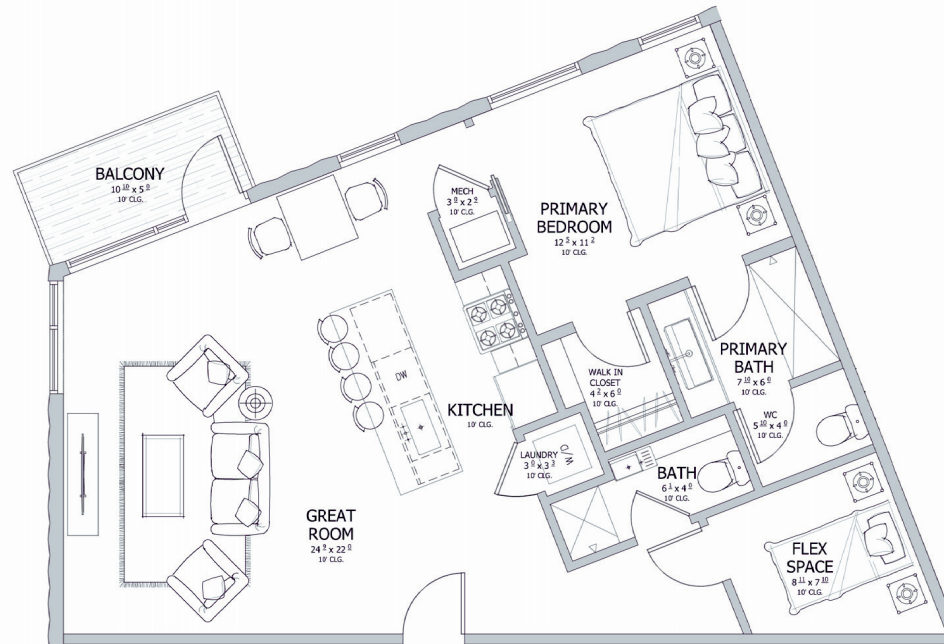 BALCONY
10 10 x 5 0
10' CLG.
MECH
3 0 x 2 0
10' CLG.
PRIMARY
BEDROOM
12 5 x 11 2
10' CLG.
DW
KITCHEN
10' CLG.
WALK IN
CLOSET
4 2 x 6 0
10' CLG.
PRIMARY
BATH
7 10 x 6 0
10' CLG.
WC
5 10 x 4 0
10' CLG.
LAUNDRY
3 0 x 3 3
10' CLG.
W/D
BATH
6 1 x 4 0
10' CLG.
GREAT
ROOM
24 9 x 22 0
10' CLG.
FLEX
SPACE
8 11 x 7 10
10' CLG.